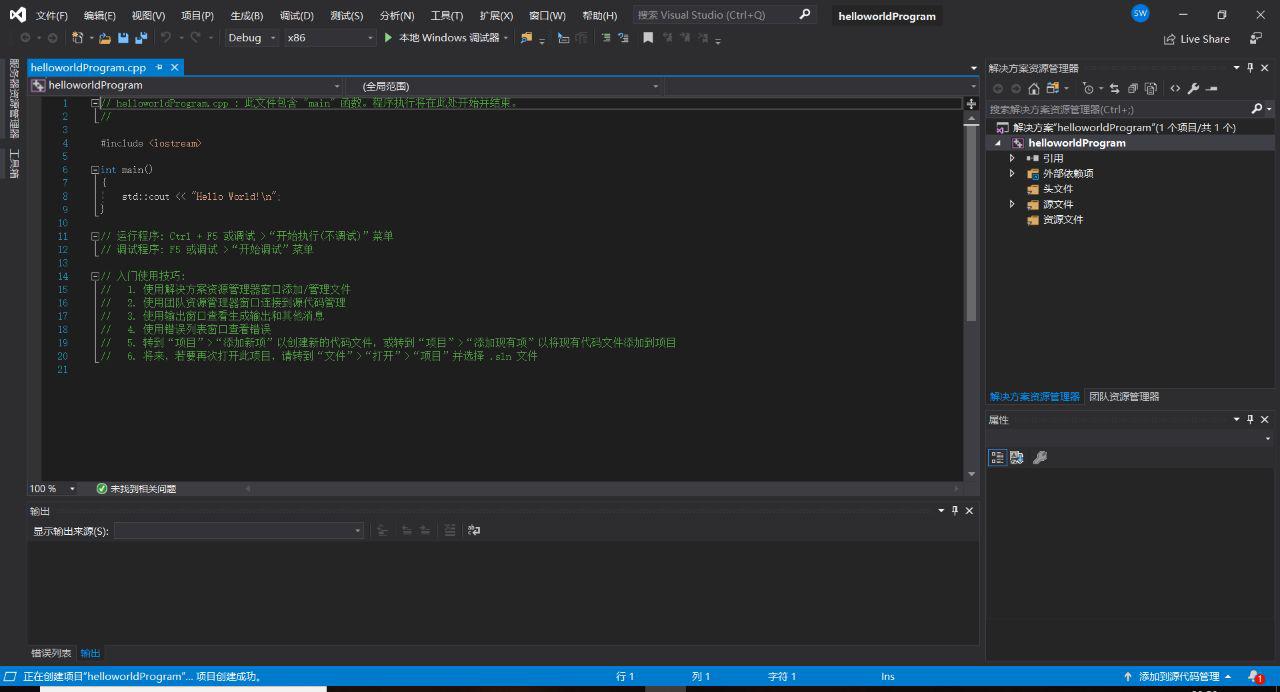 文件(F) 编辑(E) 视图(V) 项目(P) 生成(B) 调试(D) 测试(S) 分析(N) 工具(T) 扩展(X) 窗口(W) 帮助(H) 搜索 Visual Studio (Ctrl+Q) helloworldProgram SW
Debug x86 本地 Windows 调试器 Live Share
服务器资源管理器
工具箱
helloworldProgram.cpp
helloworldProgram (全局范围)
1 // helloworldProgram.cpp : 此文件包含 "main" 函数。程序执行将在此处开始并结束。
2 //
3
4 #include <iostream>
5
6 int main()
7 {
8 std::cout << "Hello World!\n";
9 }
10
11 // 运行程序: Ctrl + F5 或调试 >“开始执行(不调试)”菜单
12 // 调试程序: F5 或调试 >“开始调试”菜单
13
14 // 入门使用技巧:
15 // 1. 使用解决方案资源管理器窗口添加/管理文件
16 // 2. 使用团队资源管理器窗口连接到源代码管理
17 // 3. 使用输出窗口查看生成输出和其他消息
18 // 4. 使用错误列表窗口查看错误
19 // 5. 转到“项目”>“添加新项”以创建新的代码文件，或转到“项目”>“添加现有项”以将现有代码文件添加到项目
20 // 6. 将来，若要再次打开此项目，请转到“文件”>“打开”>“项目”并选择 .sln 文件
21
100 % 未找到相关问题
输出
显示输出来源(S):
错误列表 输出
解决方案资源管理器
搜索解决方案资源管理器(Ctrl+;)
解决方案"helloworldProgram"(1 个项目/共 1 个)
helloworldProgram
引用
外部依赖项
头文件
源文件
资源文件
解决方案资源管理器 团队资源管理器
属性
正在创建项目"helloworldProgram"... 项目创建成功。 行 1 列 1 字符 1 Ins 添加到源代码管理 1